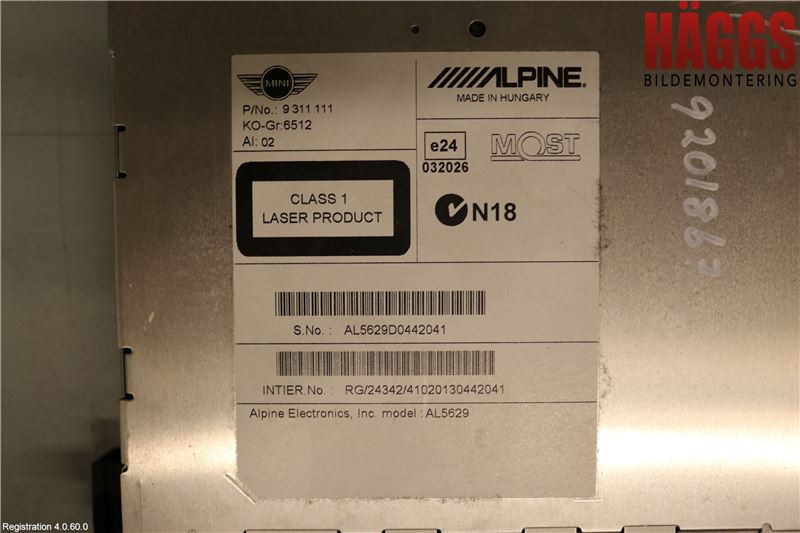 HÄGGS
BILDEMONTERING
MINI
ALPINE®
MADE IN HUNGARY
P/No.: 9 311 111
KO-Gr:6512
AI: 02
e24
032026
MOST
CLASS 1
LASER PRODUCT
N18
9201867
S.No. : AL5629D0442041
INTIER.No. : RG/24342/41020130442041
Alpine Electronics, Inc. model : AL5629
Registration 4.0.60.0